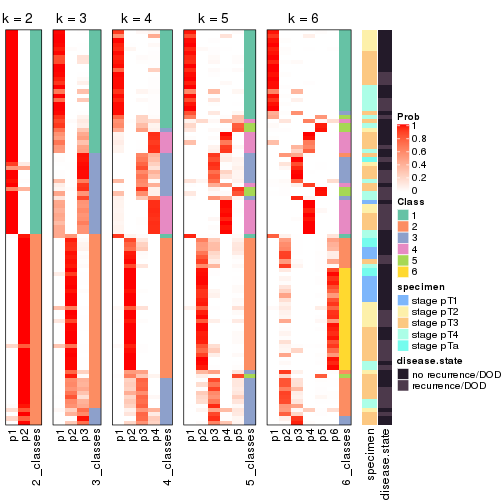 k = 2 k = 3 k = 4 k = 5 k = 6
Prob
1
0.8
0.6
0.4
0.2
0
Class
1
2
3
4
5
6
specimen
stage pT1
stage pT2
stage pT3
stage pT4
stage pTa
disease.state
no recurrence/DOD
recurrence/DOD
p1 p2 2_classes p1 p2 p3 3_classes p1 p2 p3 p4 4_classes p1 p2 p3 p4 p5 5_classes p1 p2 p3 p4 p5 p6 6_classes specimen disease.state